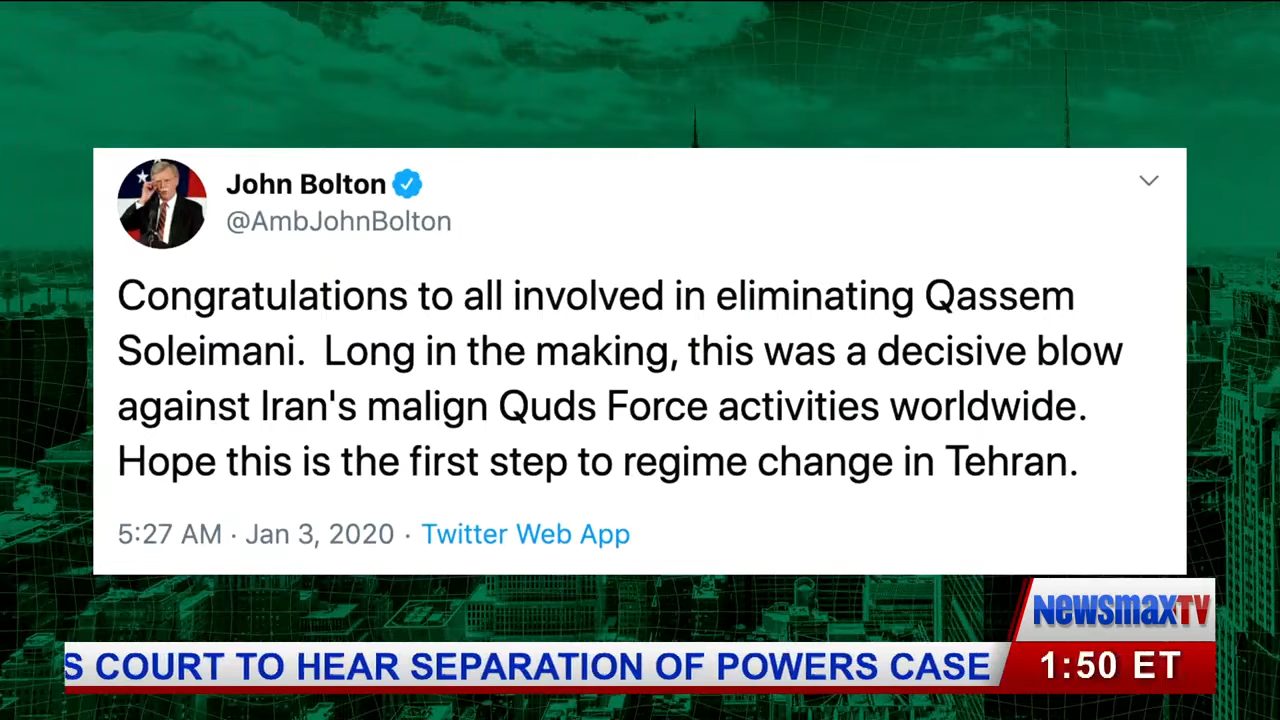 John Bolton
@AmbJohnBolton
Congratulations to all involved in eliminating Qassem
Soleimani.  Long in the making, this was a decisive blow
against Iran's malign Quds Force activities worldwide.
Hope this is the first step to regime change in Tehran.
5:27 AM · Jan 3, 2020 · Twitter Web App
NEWSMAXTV
S COURT TO HEAR SEPARATION OF POWERS CASE
1:50 ET